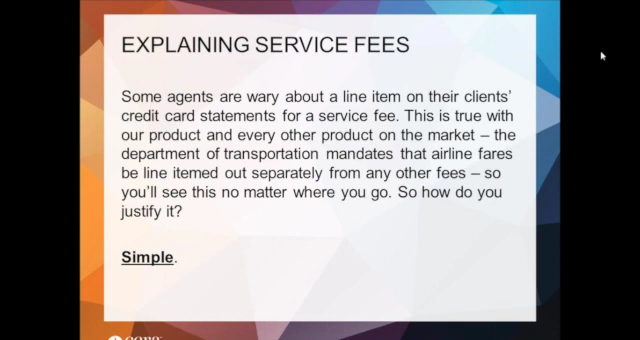 EXPLAINING SERVICE FEES
Some agents are wary about a line item on their clients’
credit card statements for a service fee. This is true with
our product and every other product on the market – the
department of transportation mandates that airline fares
be line itemed out separately from any other fees – so
you’ll see this no matter where you go. So how do you
justify it?
Simple.